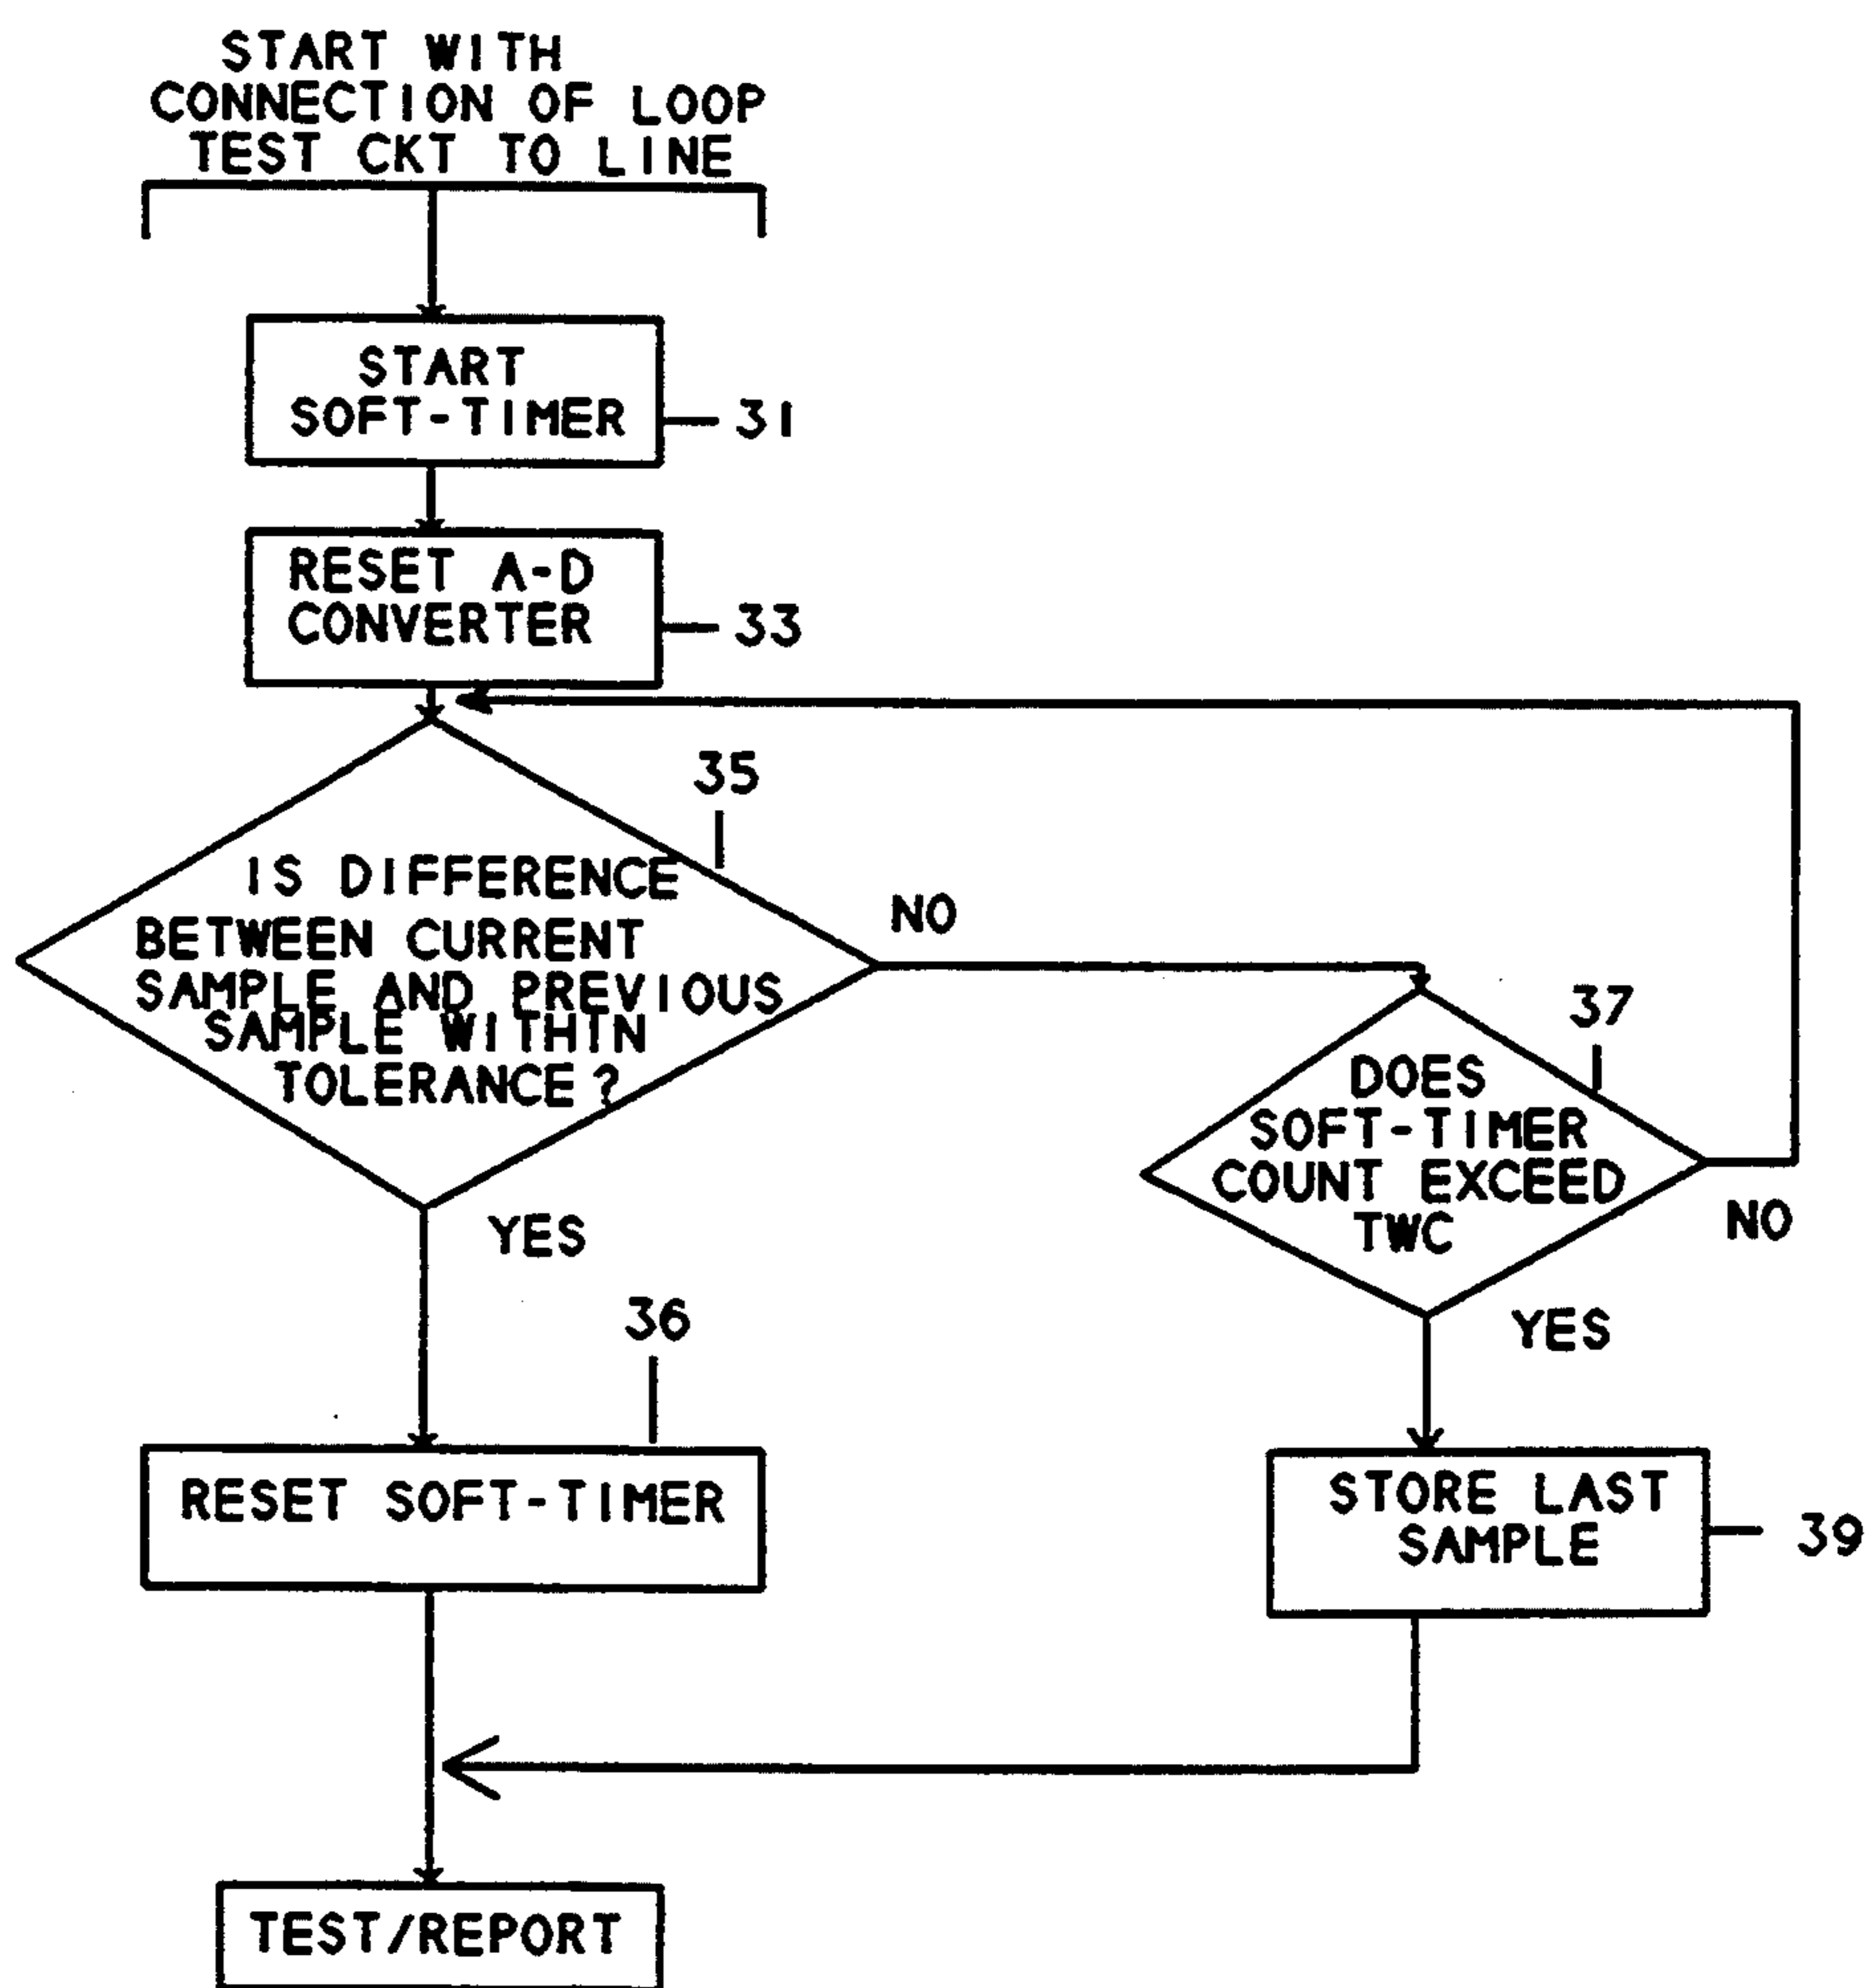 START WITH
CONNECTION OF LOOP
TEST CKT TO LINE
START
SOFT-TIMER
31
RESET A-D
CONVERTER
33
35
IS DIFFERENCE
BETWEEN CURRENT
SAMPLE AND PREVIOUS
SAMPLE WITHIN
TOLERANCE?
NO
YES
37
DOES
SOFT-TIMER
COUNT EXCEED
TWC
NO
YES
36
RESET SOFT-TIMER
STORE LAST
SAMPLE
39
TEST/REPORT